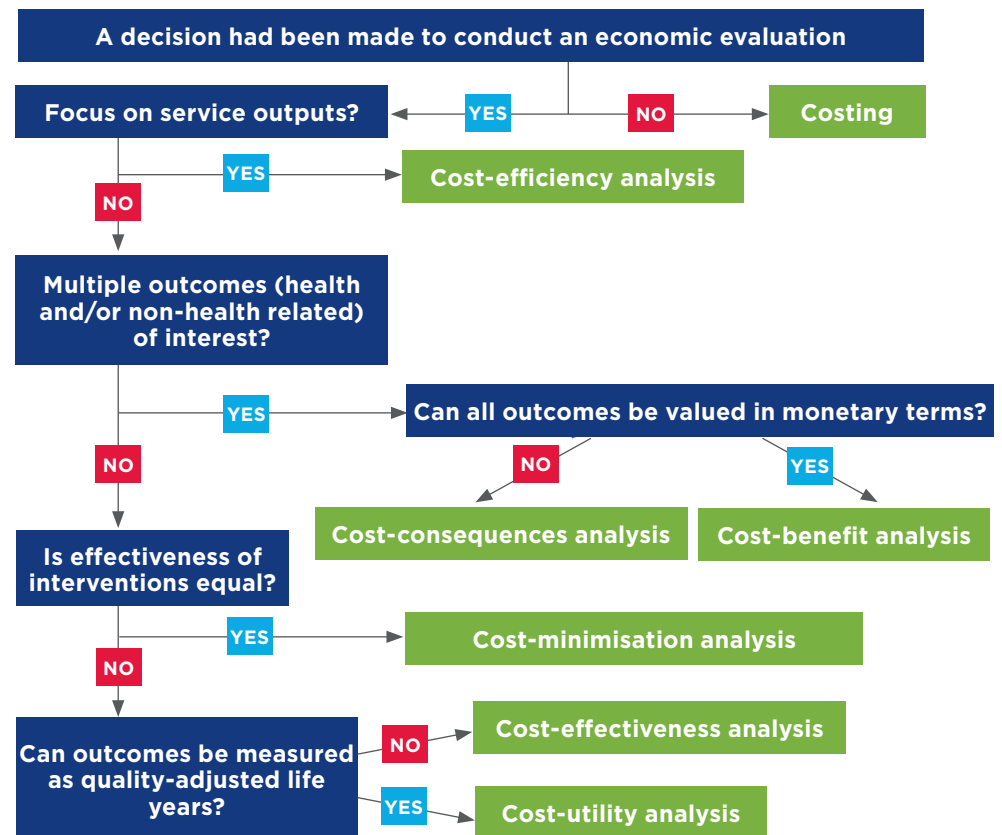 A decision had been made to conduct an economic evaluation
Focus on service outputs?
YES
NO
Costing
YES
Cost-efficiency analysis
NO
Multiple outcomes (health
and/or non-health related)
of interest?
YES
Can all outcomes be valued in monetary terms?
NO
NO
YES
Cost-consequences analysis
Cost-benefit analysis
Is effectiveness of
interventions equal?
YES
Cost-minimisation analysis
NO
Can outcomes be measured
as quality-adjusted life
years?
NO
Cost-effectiveness analysis
YES
Cost-utility analysis